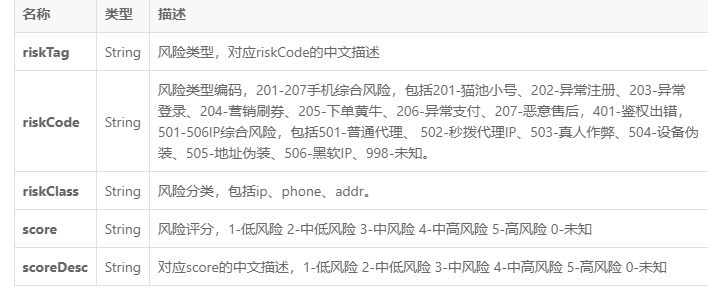 名称 类型 描述
riskTag String 风险类型，对应riskCode的中文描述
风险类型编码，201-207手机综合风险，包括201-猫池小号、202-异常注册、203-异常
登录、204-营销刷券、205-下单黄牛、206-异常支付、207-恶意售后，401-鉴权出错，
riskCode String
501-506IP综合风险，包括501-普通代理、 502-秒拨代理IP、503-真人作弊、504-设备伪
装、505-地址伪装、506-黑软IP、998-未知。
riskClass String 风险分类，包括ip、phone、addr。
score String 风险评分，1-低风险 2-中低风险 3-中风险 4-中高风险 5-高风险 0-未知
scoreDesc String 对应score的中文描述，1-低风险 2-中低风险 3-中风险 4-中高风险 5-高风险 0-未知